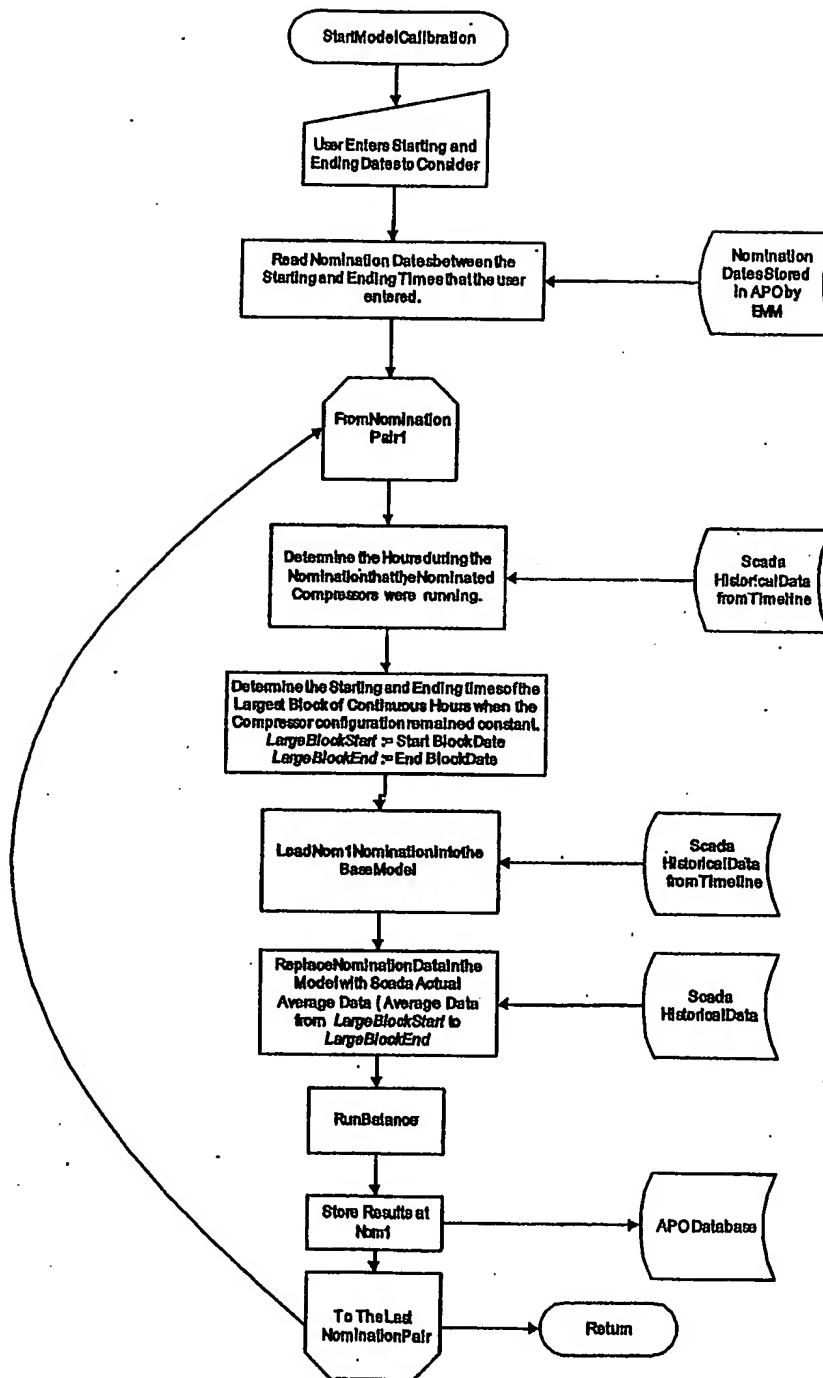 StartModelCalibration
User Enters Starting and
Ending Dates to Consider
Read Nomination Dates between the
Starting and Ending Times that the user
entered.
Nomination
Dates Stored
in APO by
EMM
From Nomination
Pair1
Determine the Hours during the
Nomination that the Nominated
Compressors were running.
Scada
Historical Data
from Timeline
Determine the Starting and Ending times of the
Largest Block of Continuous Hours when the
Compressor configuration remained constant.
LargeBlockStart := Start BlockDate
LargeBlockEnd := End BlockDate
Load Nom1 Nomination into the
Base Model
Scada
Historical Data
from Timeline
Replace Nomination Data in the
Model with Scada Actual
Average Data ( Average Data
from LargeBlockStart to
LargeBlockEnd
Scada
Historical Data
Run Balance
Store Results at
Nom1
APO Database
To The Last
Nomination Pair
Return